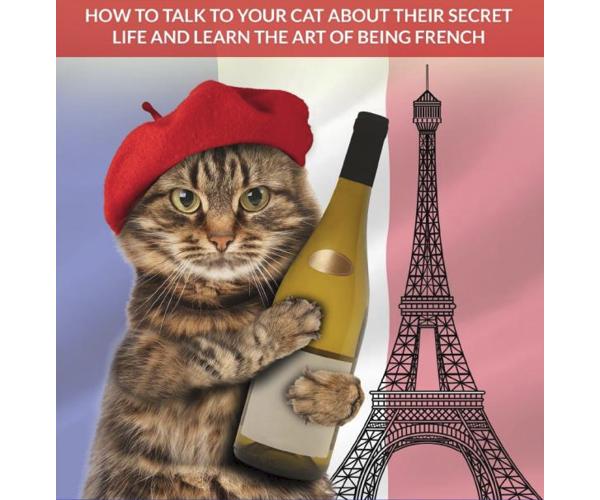 HOW TO TALK TO YOUR CAT ABOUT THEIR SECRET
LIFE AND LEARN THE ART OF BEING FRENCH